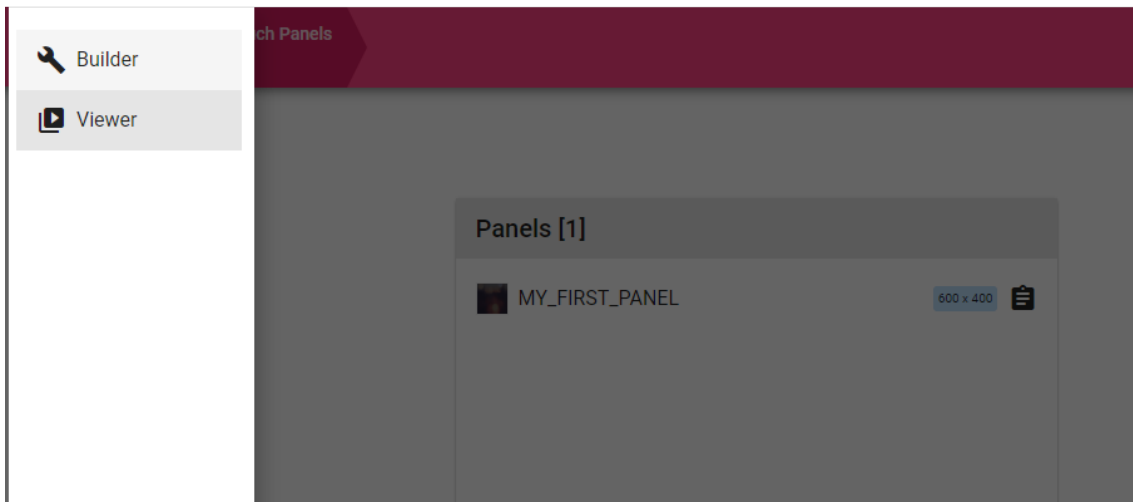 Builder
Viewer
ch Panels
Panels [1]
MY_FIRST_PANEL
600 x 400